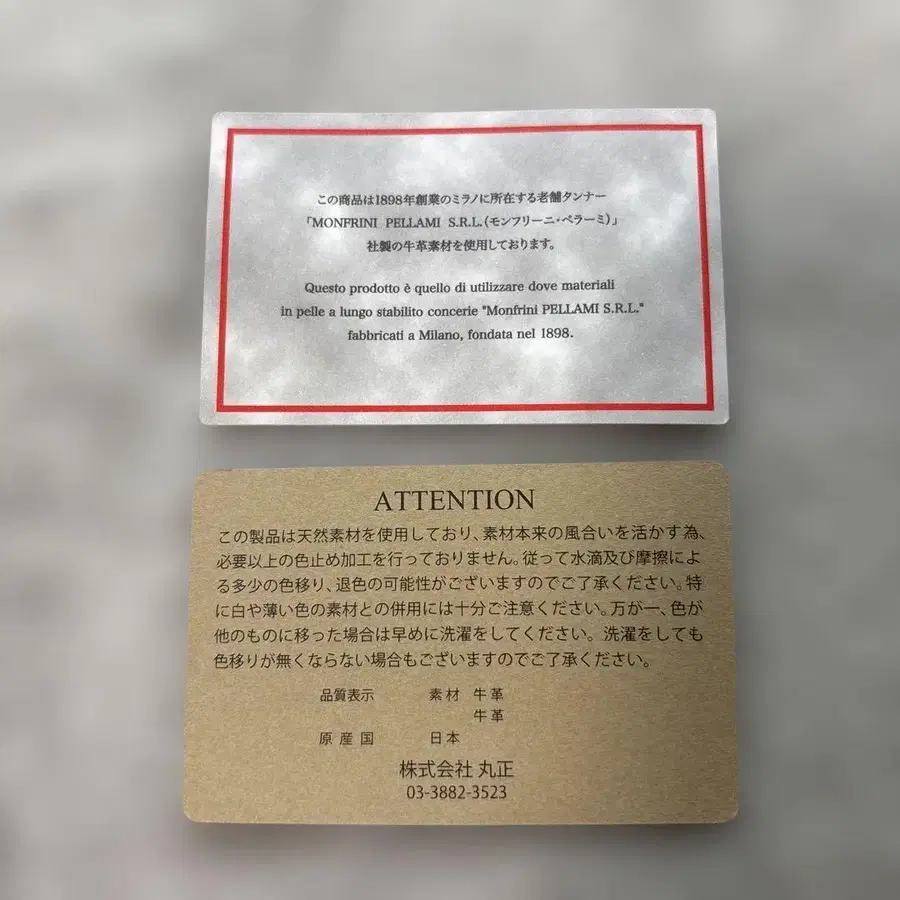 この商品は1898年創業のミラノに所在する老舗タンナー
「MONFRINI PELLAMI S.R.L.(モンフリーニ・ペラーミ)」
社製の牛革素材を使用しております。
Questo prodotto è quello di utilizzare dove materiali
in pelle a lungo stabilito concerie "Monfrini PELLAMI S.R.L."
fabbricati a Milano, fondata nel 1898.
ATTENTION
この製品は天然素材を使用しており、素材本来の風合いを活かす為、
必要以上の色止め加工を行っておりません。従って水滴及び摩擦によ
る多少の色移り、退色の可能性がございますのでご了承ください。特
に白や薄い色の素材との併用には十分ご注意ください。万が一、色が
他のものに移った場合は早めに洗濯をしてください。洗濯をしても
色移りが無くならない場合もございますのでご了承ください。
品質表示 素材 牛革
牛革
原産国 日本
株式会社 丸正
03-3882-3523